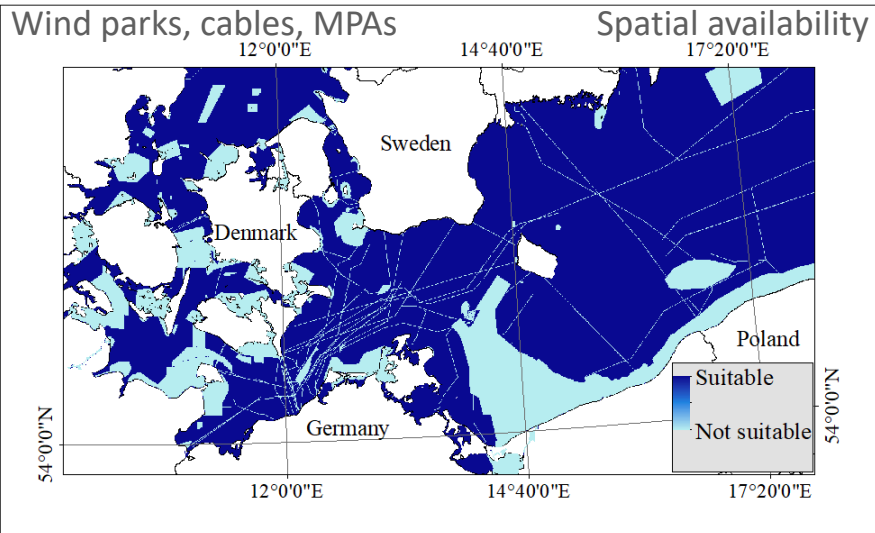 Wind parks, cables, MPAs
Spatial availability
12°0'0"E
14°40'0"E
17°20'0"E
Sweden
Denmark
Poland
Suitable
Not suitable
Germany
54°0'0"N
54°0'0"N
12°0'0"E
14°40'0"E
17°20'0"E